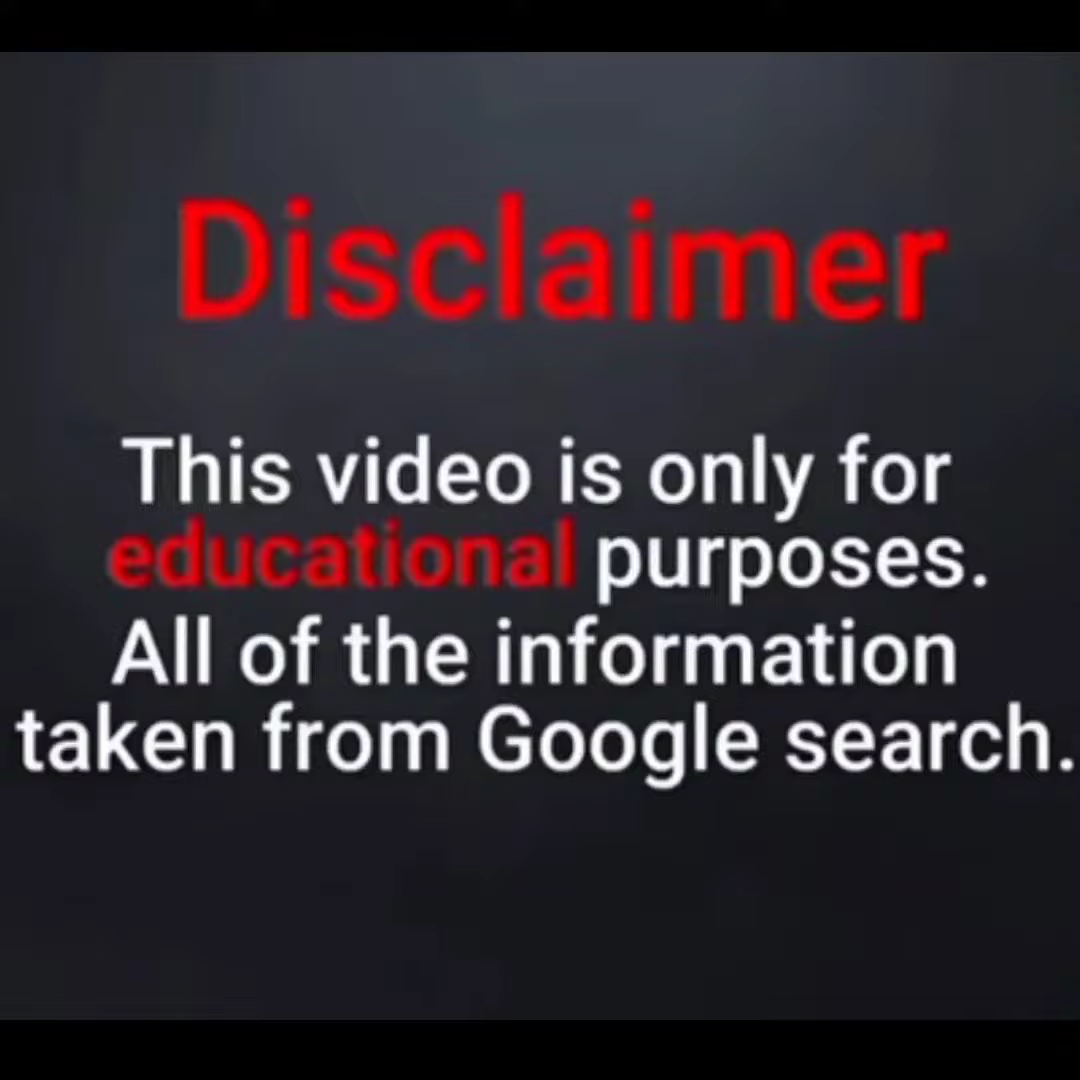 Disclaimer
This video is only for
educational purposes.
All of the information
taken from Google search.